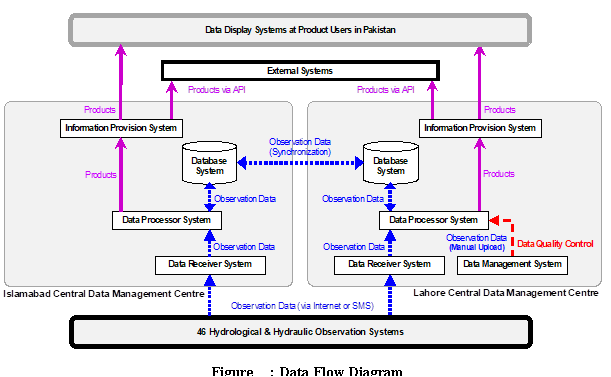 Data Display Systems at Product Users in Pakistan
External Systems
Products via API
Products via API
Products
Products
Information Provision System
Information Provision System
Observation Data
(Synchronization)
Database
System
Database
System
Products
Products
Observation Data
Observation Data
Data Processor System
Data Processor System
Observation Data
Observation Data
Observation Data
(Manual Upload)
Data Quality Control
Data Receiver System
Data Receiver System
Data Management System
Islamabad Central Data Management Centre
Lahore Central Data Management Centre
Observation Data (via Internet or SMS)
46 Hydrological & Hydraulic Observation Systems
Figure : Data Flow Diagram